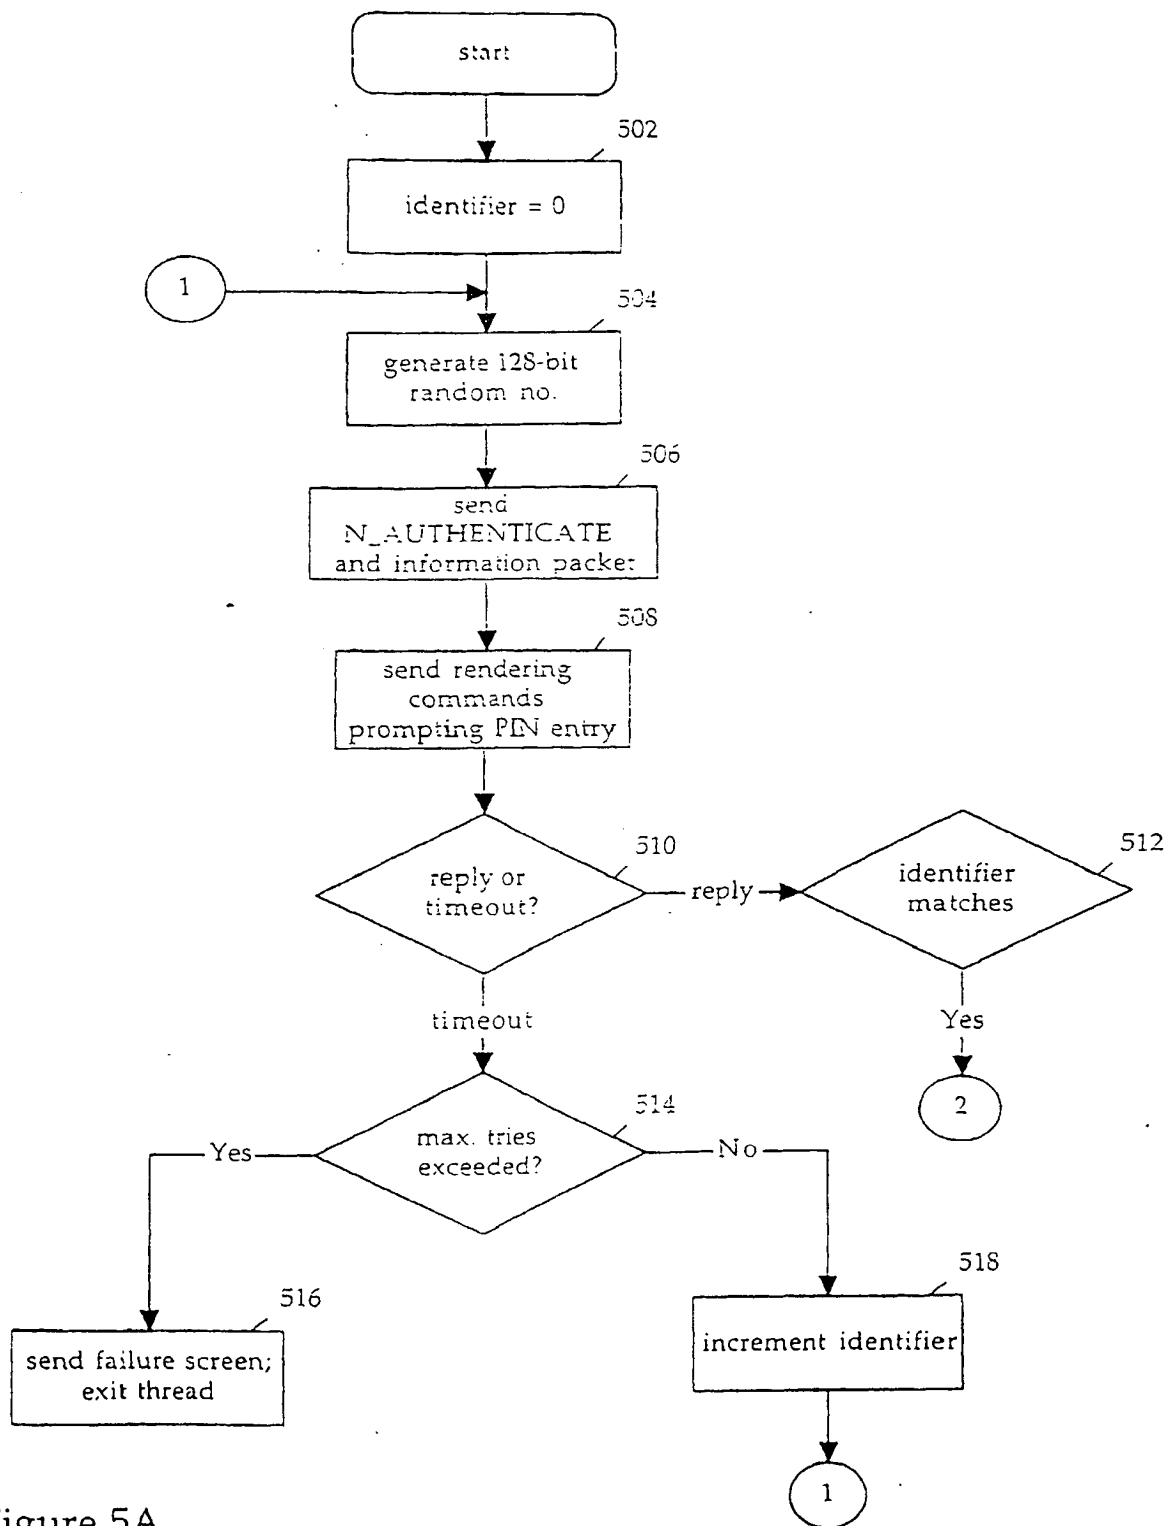 start
502
identifier = 0
1
504
generate 128-bit
random no.
506
send
N_AUTHENTICATE
and information packet
508
send rendering
commands
prompting PIN entry
510
reply or
timeout?
reply
512
identifier
matches
timeout
Yes
2
514
max. tries
exceeded?
Yes
No
516
send failure screen;
exit thread
518
increment identifier
1
igure 5A